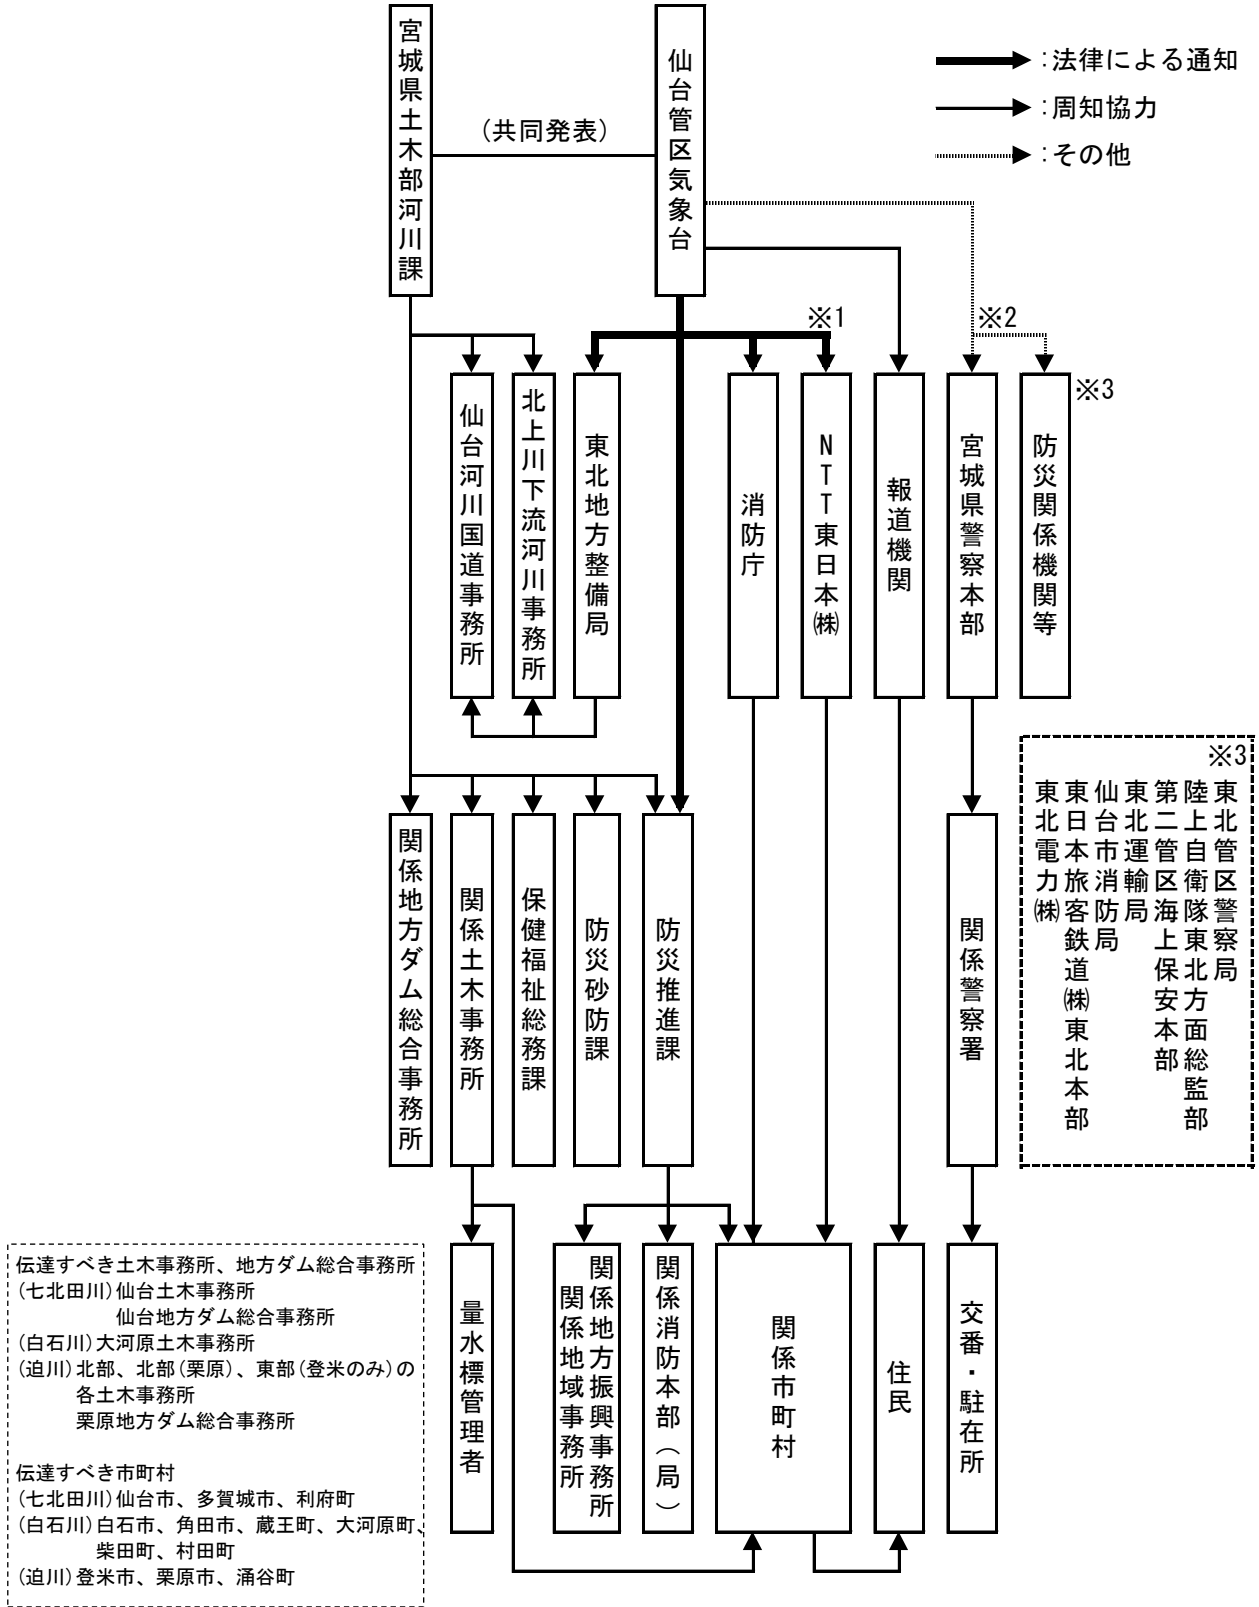 宮城県土木部河川課
(共同発表)
仙台管区気象台
:法律による通知
:周知協力
:その他
※1
※2
※3
仙台河川国道事務所
北上川下流河川事務所
東北地方整備局
消防庁
NTT東日本㈱
報道機関
宮城県警察本部
防災関係機関等
※3
東北管区警察局
陸上自衛隊東北方面総監部
第二管区海上保安本部
東北運輸局
仙台市消防局
東日本旅客鉄道㈱東北本部
東北電力㈱
関係地方ダム総合事務所
関係土木事務所
保健福祉総務課
防災砂防課
防災推進課
関係警察署
量水標管理者
関係地方振興事務所
関係地域事務所
関係消防本部(局)
関係市町村
住民
交番・駐在所
伝達すべき土木事務所、地方ダム総合事務所
(七北田川)仙台土木事務所
仙台地方ダム総合事務所
(白石川)大河原土木事務所
(迫川)北部、北部(栗原)、東部(登米のみ)の
各土木事務所
栗原地方ダム総合事務所
伝達すべき市町村
(七北田川)仙台市、多賀城市、利府町
(白石川)白石市、角田市、蔵王町、大河原町、
柴田町、村田町
(迫川)登米市、栗原市、涌谷町